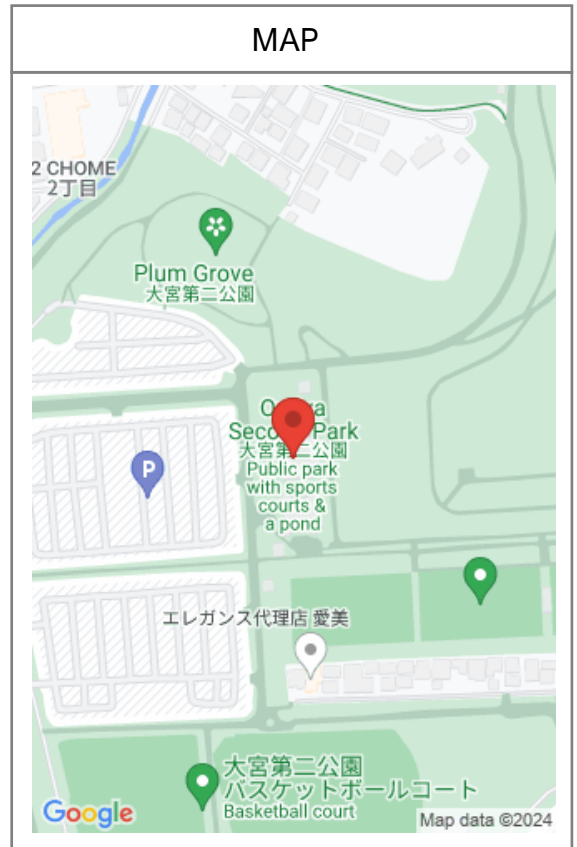 MAP
2 CHOME
2丁目
Plum Grove
大宮第二公園
Park
大宮第二公園
Public park
with sports
courts &
a pond
P
エレガンス代理店 愛美
大宮第二公園
バスケットボールコート
Basketball court
Google
Map data ©2024